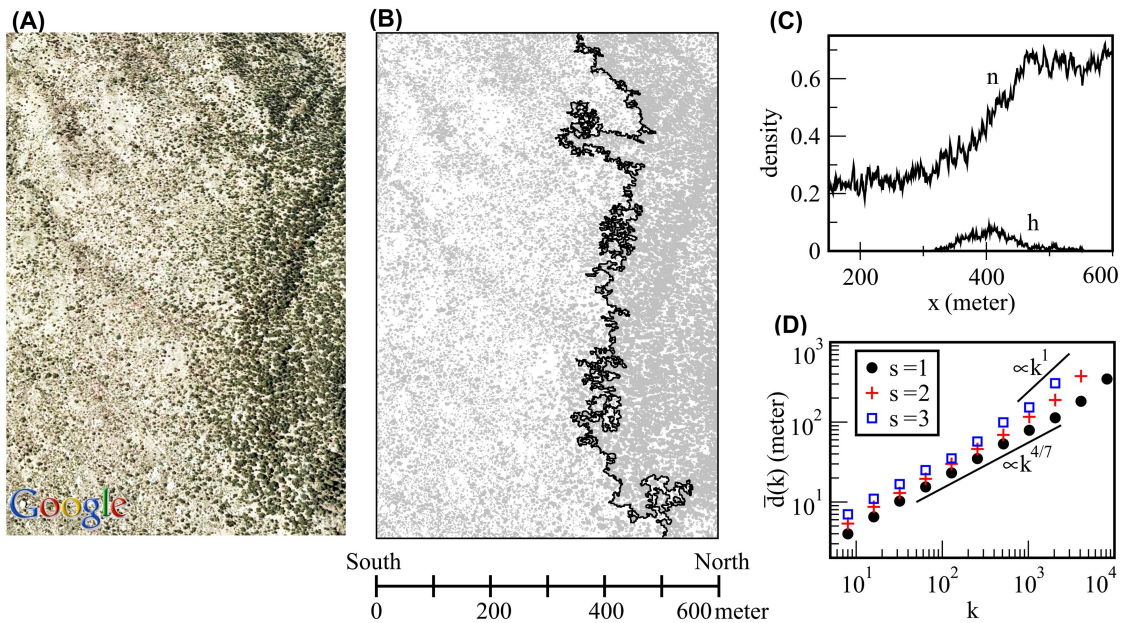 (A)
Google
(B)
South North
0 200 400 600 meter
(C)
density
0.6
0.4
0.2
0
n
h
200 400 600
x (meter)
(D)
d̅(k) (meter)
10³
10²
10¹
s =1
s =2
s =3
∝k¹
∝k⁴/⁷
10¹ 10² 10³ 10⁴
k